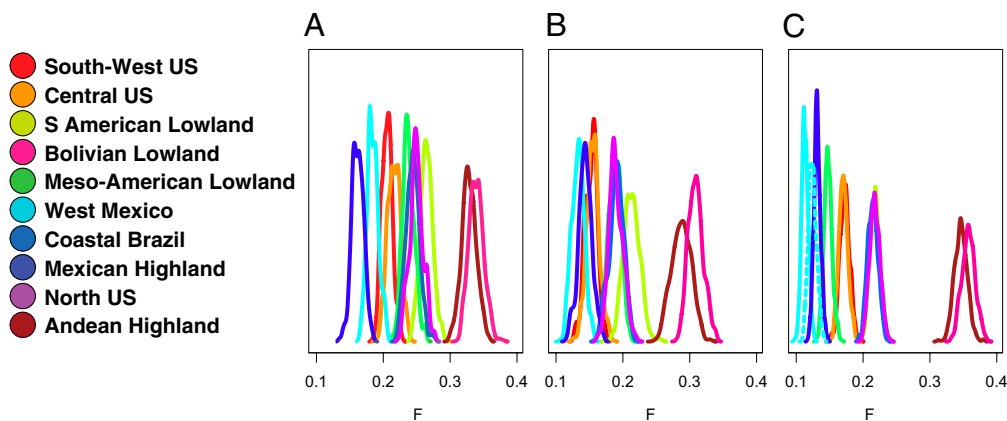 A B C
South-West US
Central US
S American Lowland
Bolivian Lowland
Meso-American Lowland
West Mexico
Coastal Brazil
Mexican Highland
North US
Andean Highland
0.1 0.2 0.3 0.4 0.1 0.2 0.3 0.4 0.1 0.2 0.3 0.4
F F F